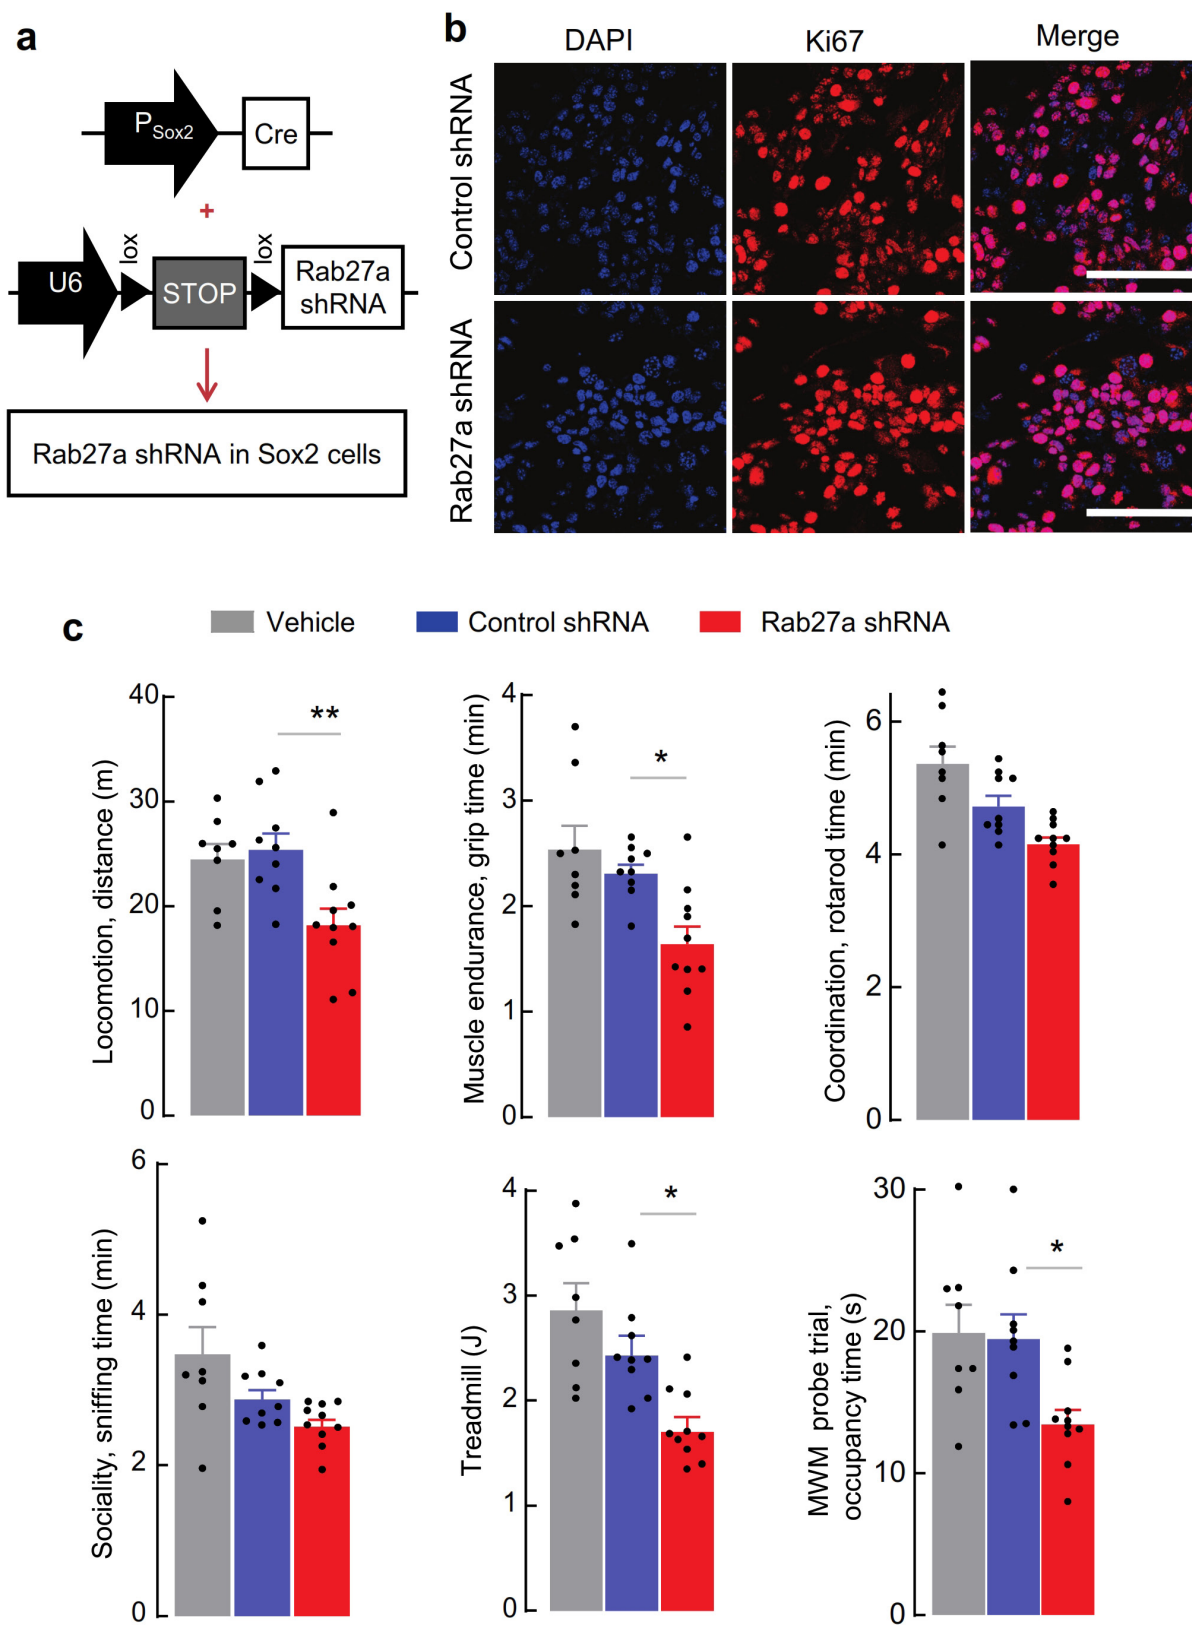 a
P_Sox2
Cre
+
lox
lox
U6
STOP
Rab27a
shRNA
Rab27a shRNA in Sox2 cells
b
DAPI
Ki67
Merge
Control shRNA
Rab27a shRNA
c
Vehicle
Control shRNA
Rab27a shRNA
Locomotion, distance (m)
40
30
20
10
0
**
Muscle endurance, grip time (min)
4
3
2
1
0
*
Coordination, rotarod time (min)
6
4
2
0
Sociality, sniffing time (min)
6
4
2
0
Treadmill (J)
4
3
2
1
0
*
MWM probe trial,
occupancy time (s)
30
20
10
0
*